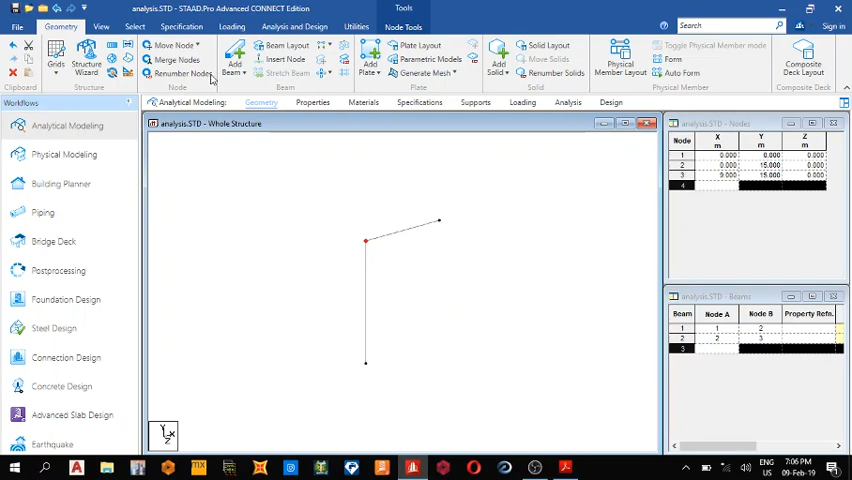 analysis.STD - STAAD.Pro Advanced CONNECT Edition
Tools
File
Geometry
View
Select
Specification
Loading
Analysis and Design
Utilities
Node Tools
Search
Sign in
Grids
Structure Wizard
Move Node
Merge Nodes
Renumber Nodes
Add Beam
Beam Layout
Insert Node
Stretch Beam
Add Plate
Plate Layout
Parametric Models
Generate Mesh
Add Solid
Solid Layout
Move Solids
Renumber Solids
Physical Member Layout
Toggle Physical Member mode
Form
Auto Form
Composite Deck Layout
Clipboard
Structure
Node
Beam
Plate
Solid
Physical Member
Composite Deck
Workflows
Analytical Modeling:
Geometry
Properties
Materials
Specifications
Supports
Loading
Analysis
Design
Analytical Modeling
Physical Modeling
Building Planner
Piping
Bridge Deck
Postprocessing
Foundation Design
Steel Design
Connection Design
Concrete Design
Advanced Slab Design
Earthquake
analysis.STD - Whole Structure
Y
X
Z
analysis.STD - Nodes
Node X m Y m Z m
1 0.000 0.000 0.000
2 0.000 15.000 0.000
3 9.000 15.000 0.000
4
analysis.STD - Beams
Beam Node A Node B Property Refn.
1 1 2
2 2 3
3
ENG
US
7:06 PM
09-Feb-19